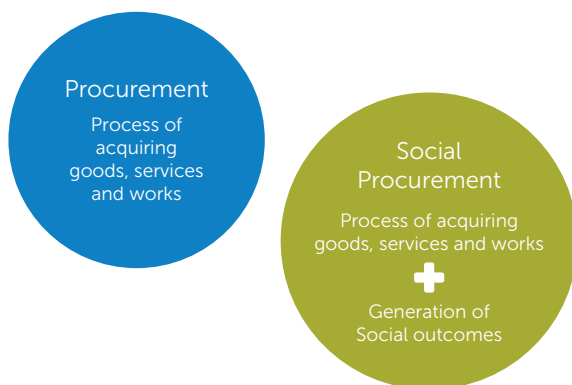 Procurement
Process of
acquiring
goods, services
and works
Social
Procurement
Process of acquiring
goods, services and works
Generation of
Social outcomes